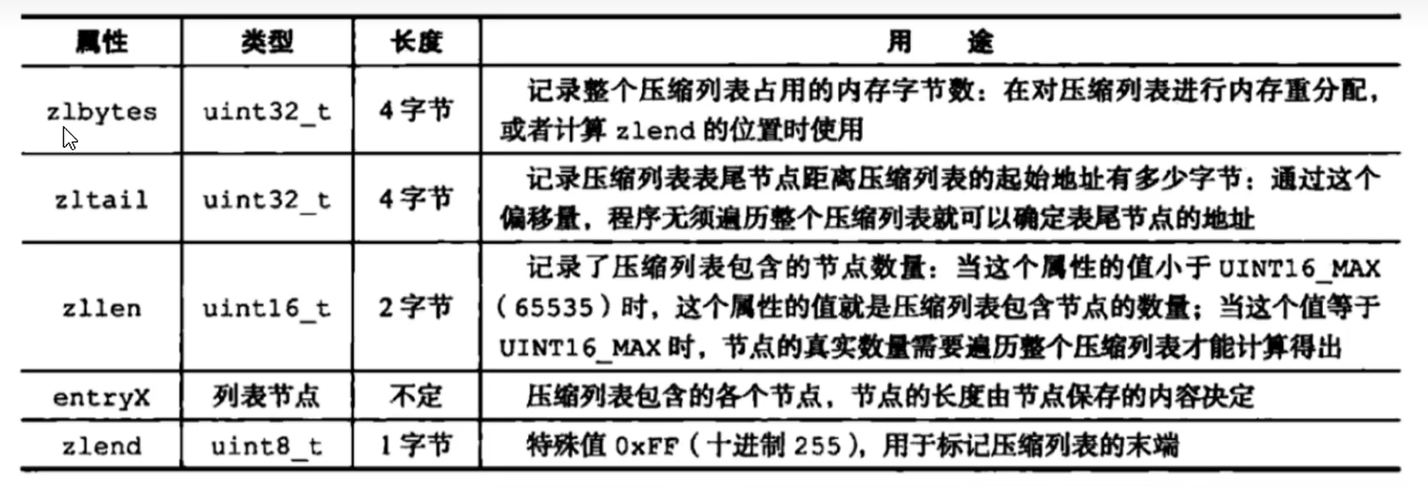 属性 类型 长度 用 途
zlbytes uint32_t 4 字节 记录整个压缩列表占用的内存字节数：在对压缩列表进行内存重分配，
或者计算 zlend 的位置时使用
zltail uint32_t 4 字节 记录压缩列表表尾节点距离压缩列表的起始地址有多少字节：通过这个
偏移量，程序无须遍历整个压缩列表就可以确定表尾节点的地址
记录了压缩列表包含的节点数量：当这个属性的值小于 UINT16_MAX
zllen uint16_t 2 字节 （65535）时，这个属性的值就是压缩列表包含节点的数量；当这个值等于
UINT16_MAX 时，节点的真实数量需要遍历整个压缩列表才能计算得出
entryX 列表节点 不定 压缩列表包含的各个节点，节点的长度由节点保存的内容决定
zlend uint8_t 1 字节 特殊值 0xFF（十进制 255），用于标记压缩列表的末端